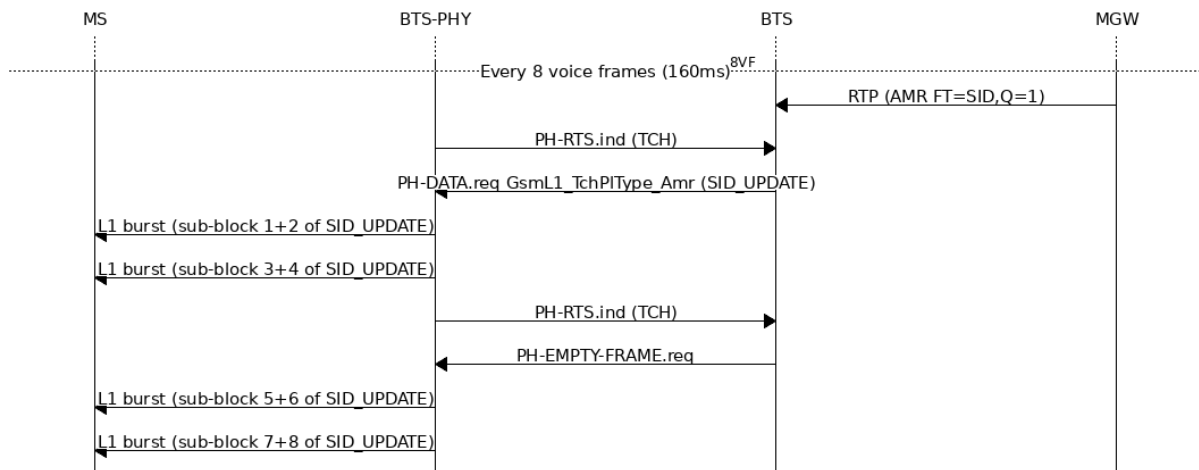 MS BTS-PHY BTS MGW
Every 8 voice frames (160ms) 8VF
RTP (AMR FT=SID,Q=1)
PH-RTS.ind (TCH)
PH-DATA.req GsmL1_TchPlType_Amr (SID_UPDATE)
L1 burst (sub-block 1+2 of SID_UPDATE)
L1 burst (sub-block 3+4 of SID_UPDATE)
PH-RTS.ind (TCH)
PH-EMPTY-FRAME.req
L1 burst (sub-block 5+6 of SID_UPDATE)
L1 burst (sub-block 7+8 of SID_UPDATE)